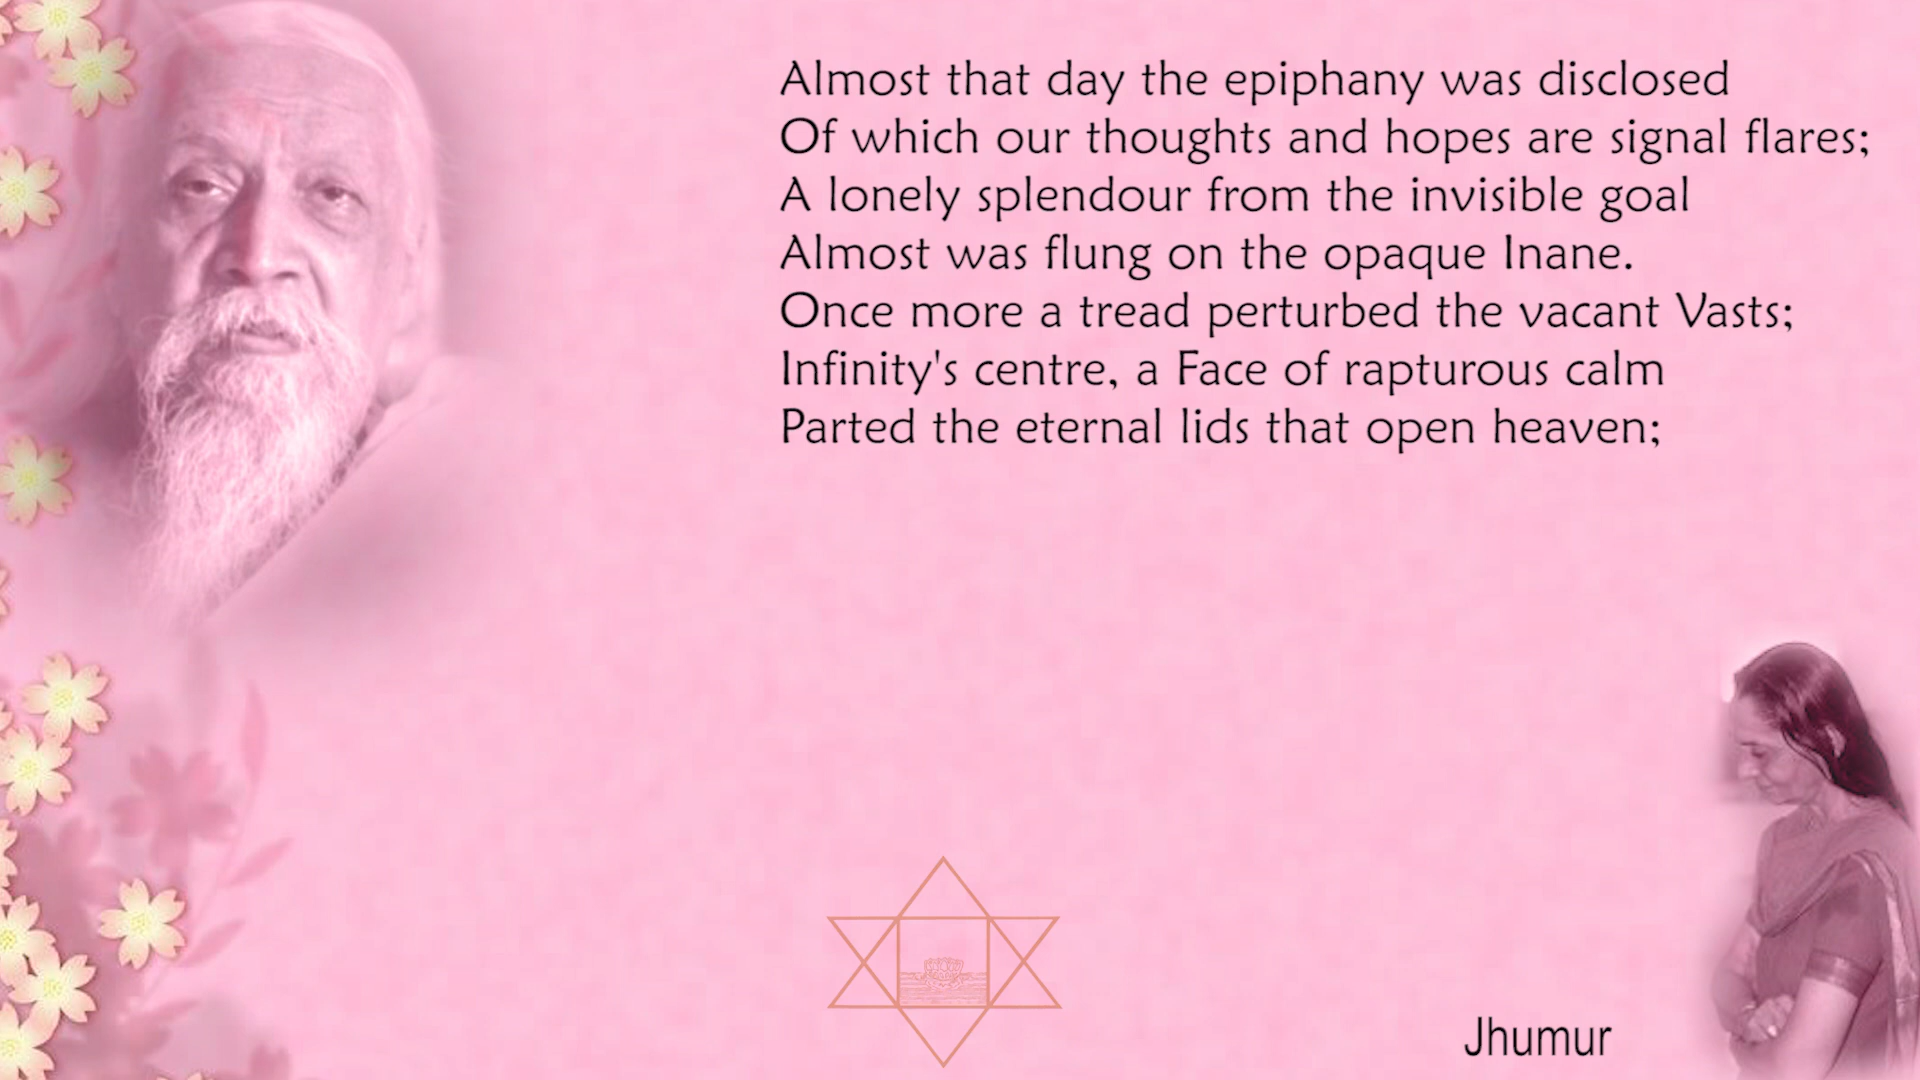 Almost that day the epiphany was disclosed
Of which our thoughts and hopes are signal flares;
A lonely splendour from the invisible goal
Almost was flung on the opaque Inane.
Once more a tread perturbed the vacant Vasts;
Infinity's centre, a Face of rapturous calm
Parted the eternal lids that open heaven;
Jhumur